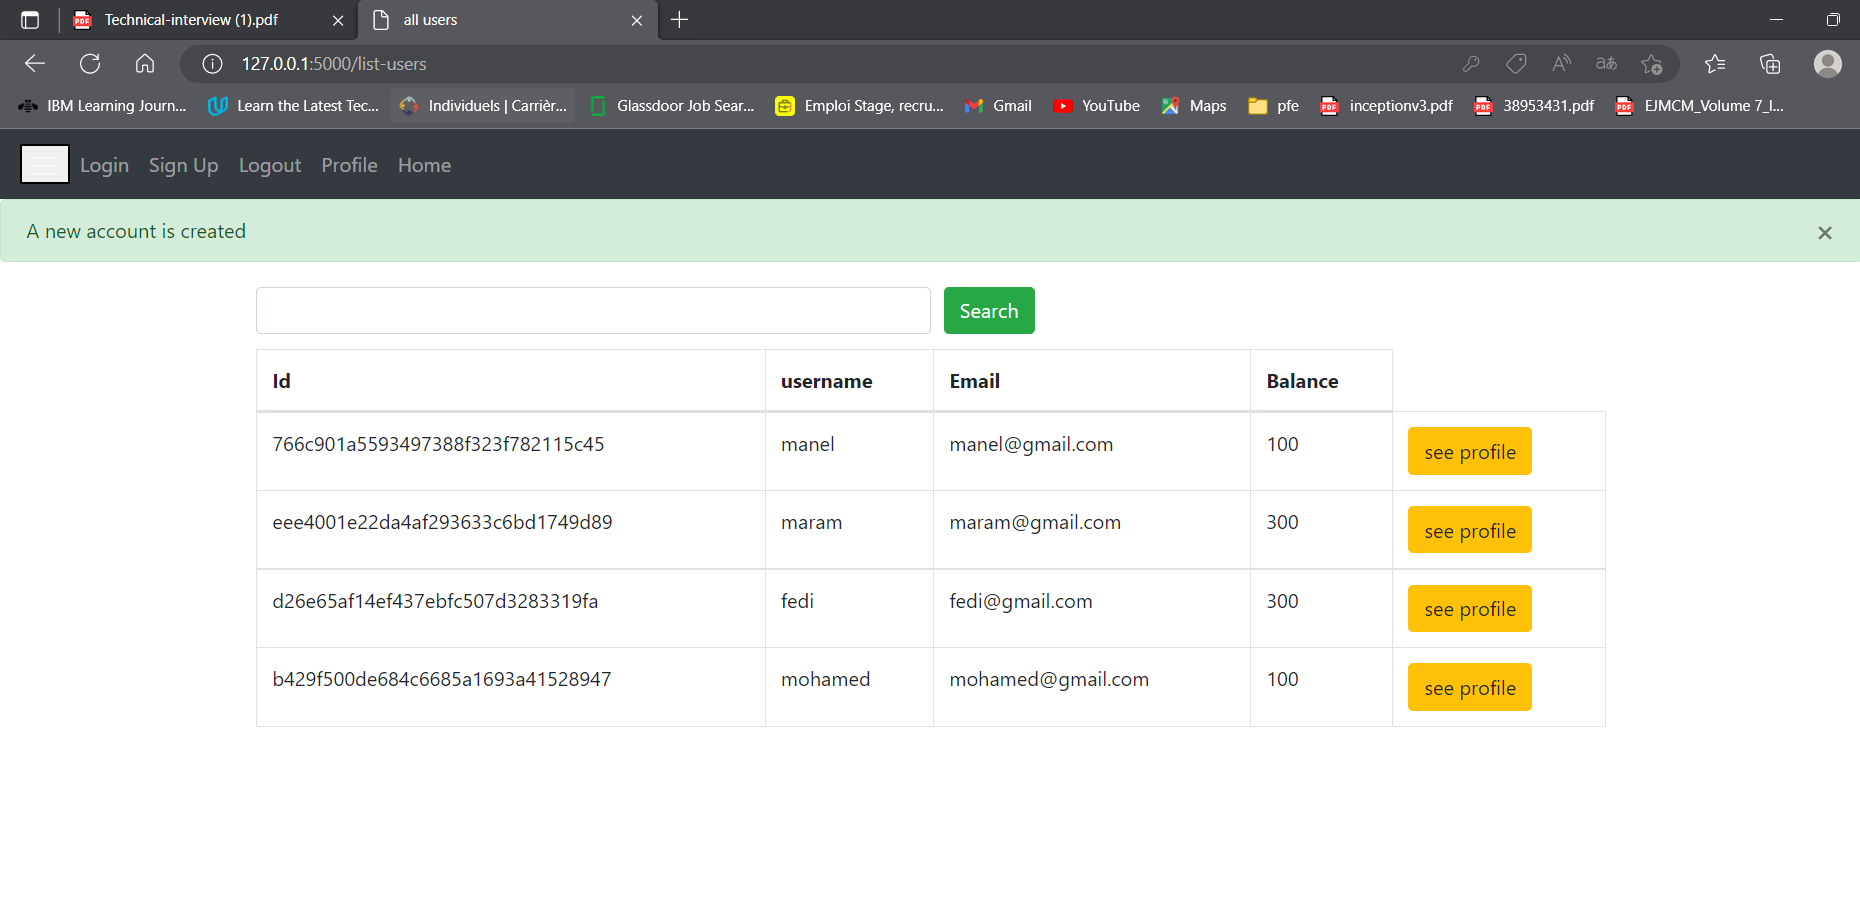 Technical-interview (1).pdf all users
127.0.0.1:5000/list-users
IBM Learning Journ... Learn the Latest Tec... Individuels | Carrièr... Glassdoor Job Sear... Emploi Stage, recru... Gmail YouTube Maps pfe inceptionv3.pdf 38953431.pdf EJMCM_Volume 7_I...
Login Sign Up Logout Profile Home
A new account is created ×
Search
Id username Email Balance
766c901a5593497388f323f782115c45 manel manel@gmail.com 100 see profile
eee4001e22da4af293633c6bd1749d89 maram maram@gmail.com 300 see profile
d26e65af14ef437ebfc507d3283319fa fedi fedi@gmail.com 300 see profile
b429f500de684c6685a1693a41528947 mohamed mohamed@gmail.com 100 see profile